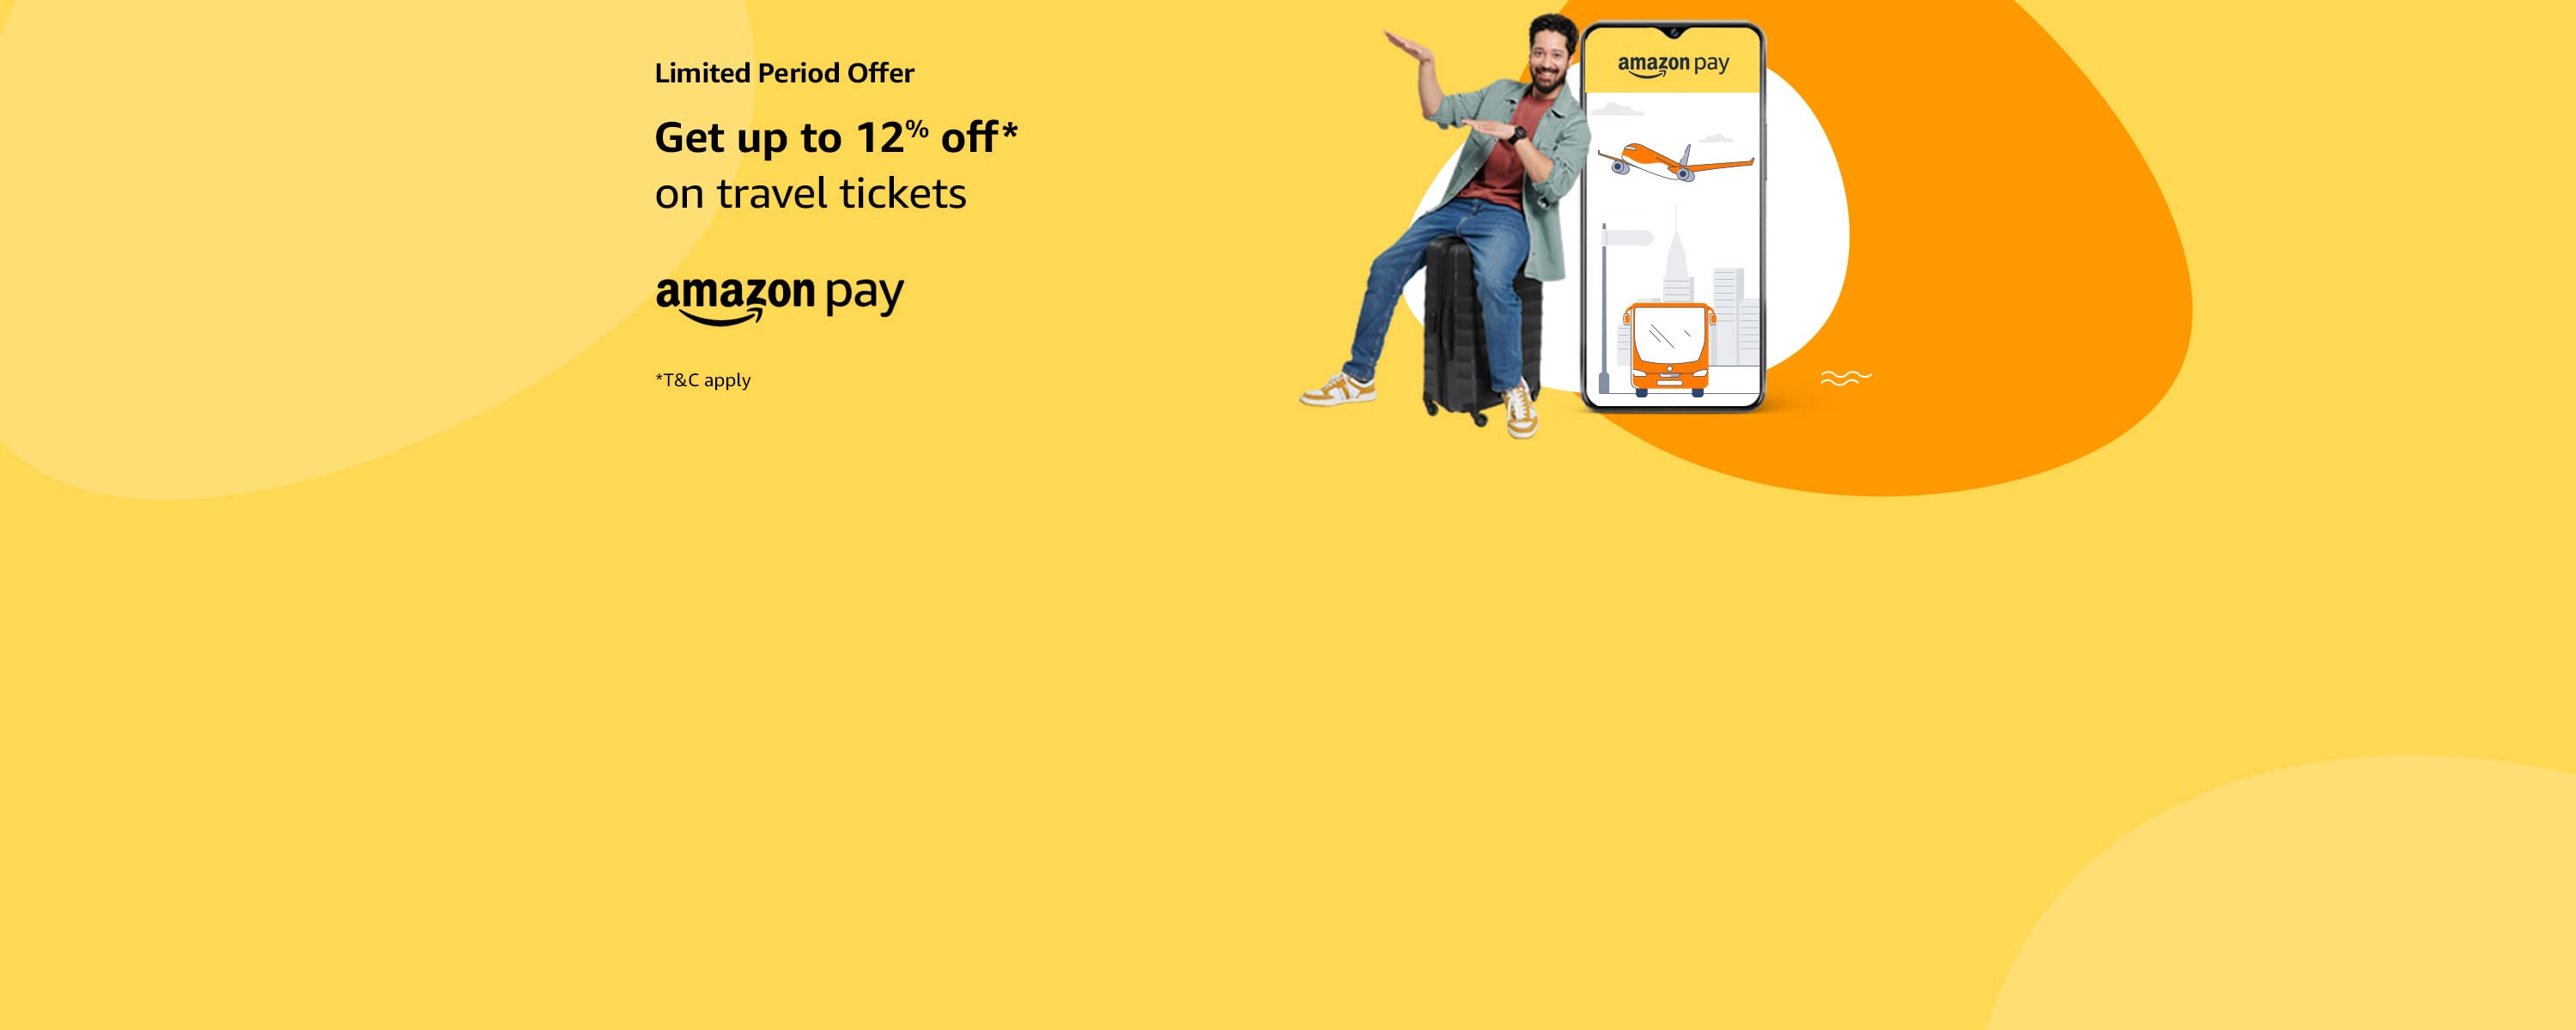 Limited Period Offer
Get up to 12% off*
on travel tickets
amazon pay
*T&C apply
amazon pay